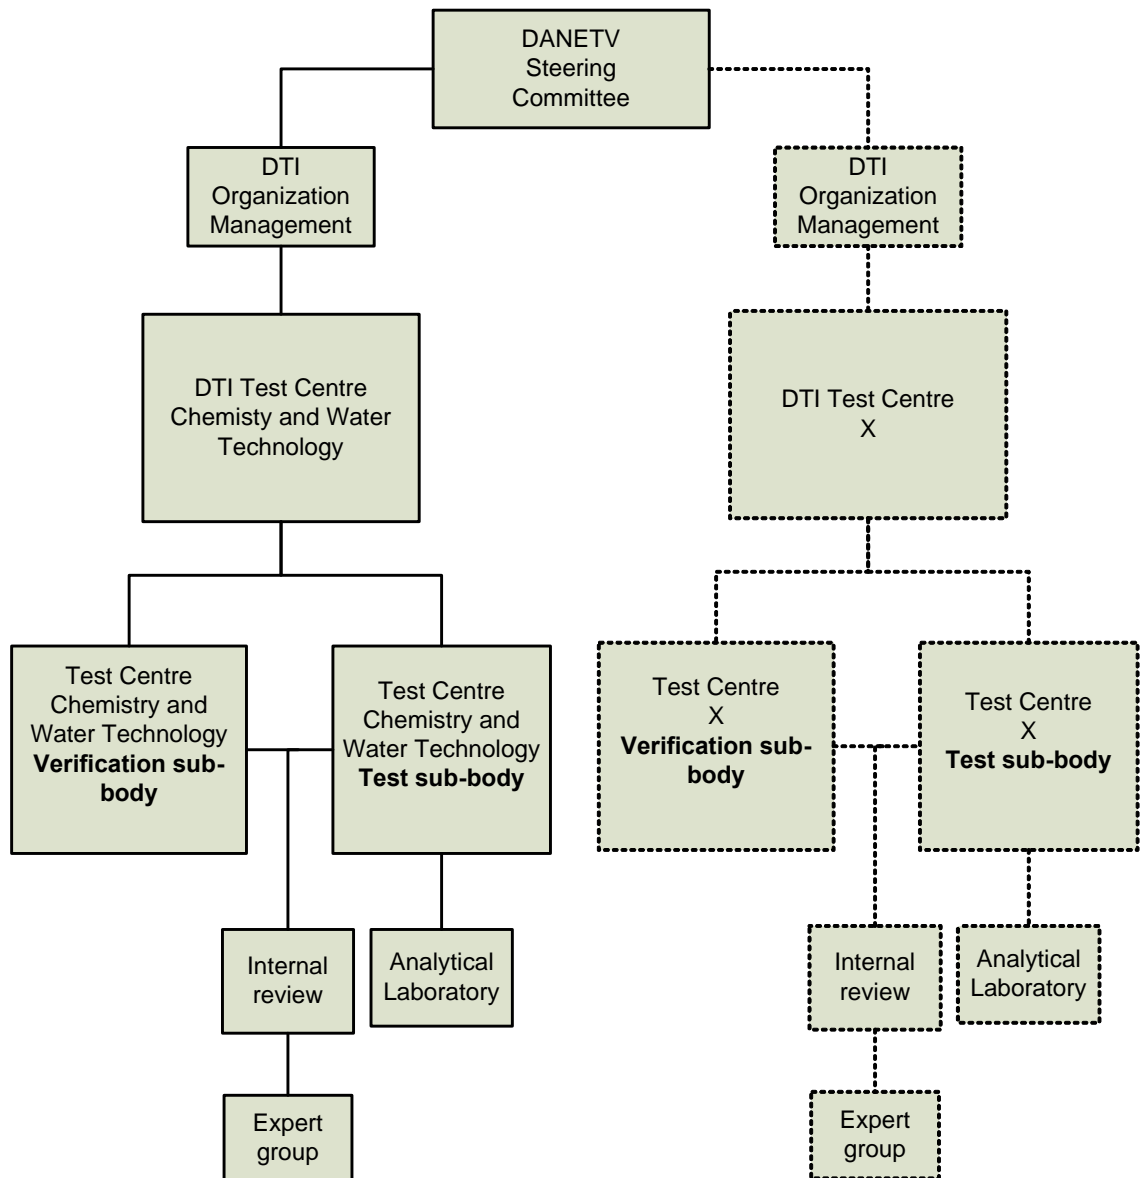 DANETV
Steering
Committee
DTI
Organization
Management
DTI
Organization
Management
DTI Test Centre
Chemisty and Water
Technology
DTI Test Centre
X
Test Centre
Chemistry and
Water Technology
Verification sub-
body
Test Centre
Chemistry and
Water Technology
Test sub-body
Test Centre
X
Verification sub-
body
Test Centre
X
Test sub-body
Internal
review
Analytical
Laboratory
Internal
review
Analytical
Laboratory
Expert
group
Expert
group